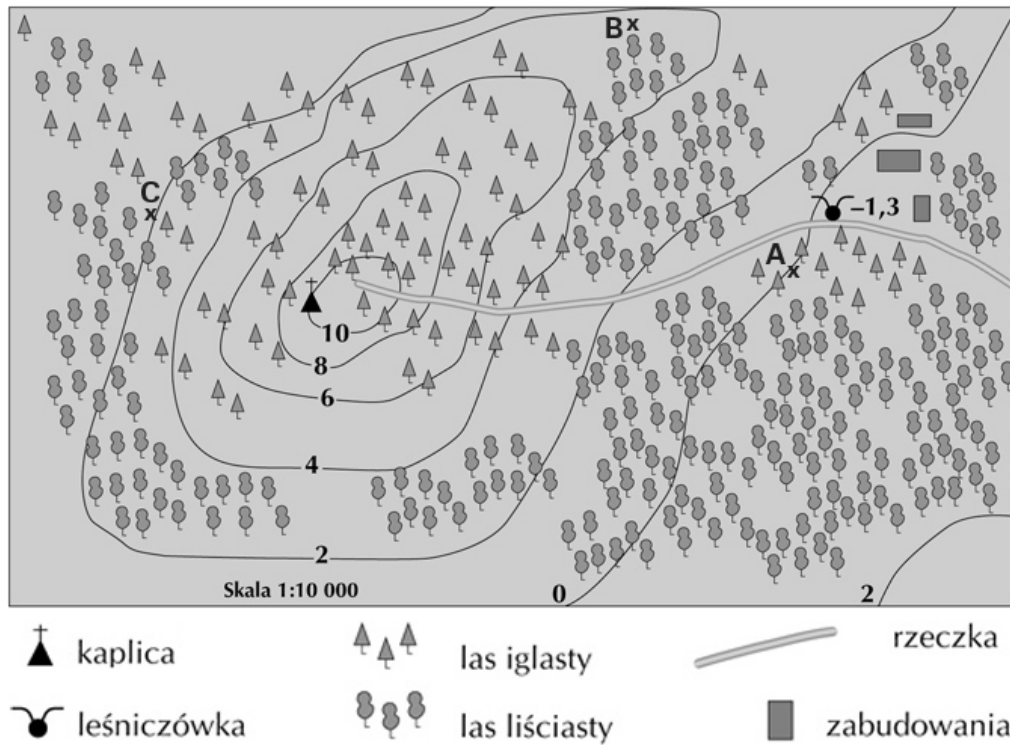 B x
C
x
–1,3
A x
10
8
6
4
2
Skala 1:10 000
0
2
kaplica
las iglasty
rzeczka
leśniczówka
las liściasty
zabudowania